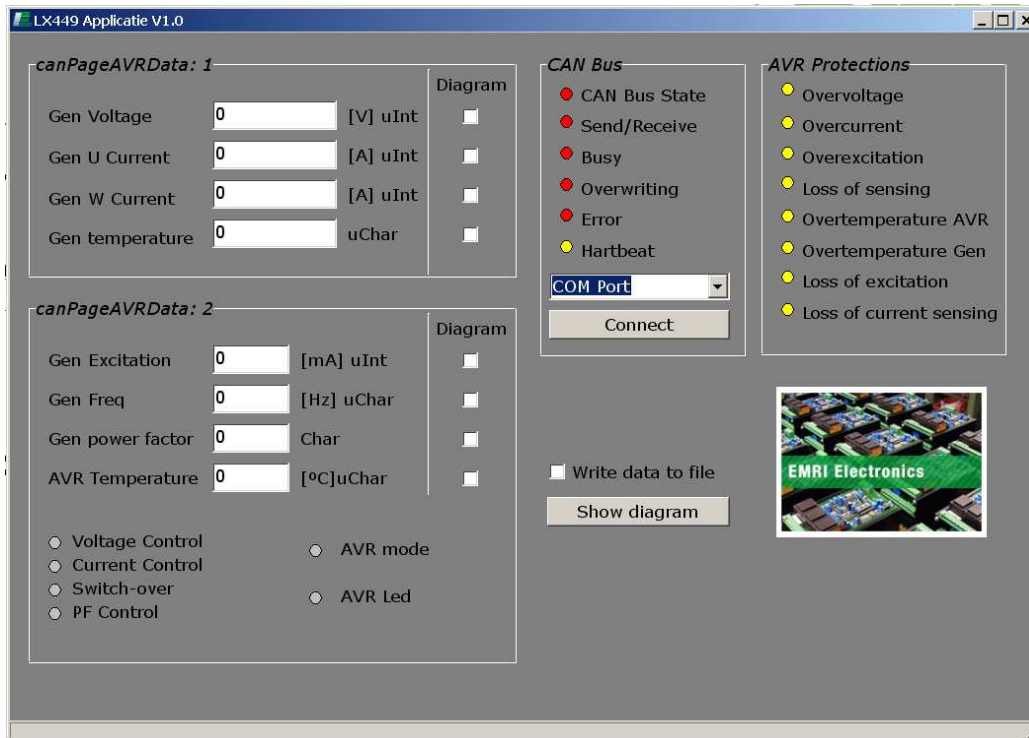 LX449 Applicatie V1.0
canPageAVRData: 1
Diagram
Gen Voltage 0 [V] uInt
Gen U Current 0 [A] uInt
Gen W Current 0 [A] uInt
Gen temperature 0 uChar
canPageAVRData: 2
Diagram
Gen Excitation 0 [mA] uInt
Gen Freq 0 [Hz] uChar
Gen power factor 0 Char
AVR Temperature 0 [ºC]uChar
Voltage Control
Current Control
Switch-over
PF Control
AVR mode
AVR Led
CAN Bus
CAN Bus State
Send/Receive
Busy
Overwriting
Error
Hartbeat
COM Port
Connect
AVR Protections
Overvoltage
Overcurrent
Overexcitation
Loss of sensing
Overtemperature AVR
Overtemperature Gen
Loss of excitation
Loss of current sensing
Write data to file
Show diagram
EMRI Electronics